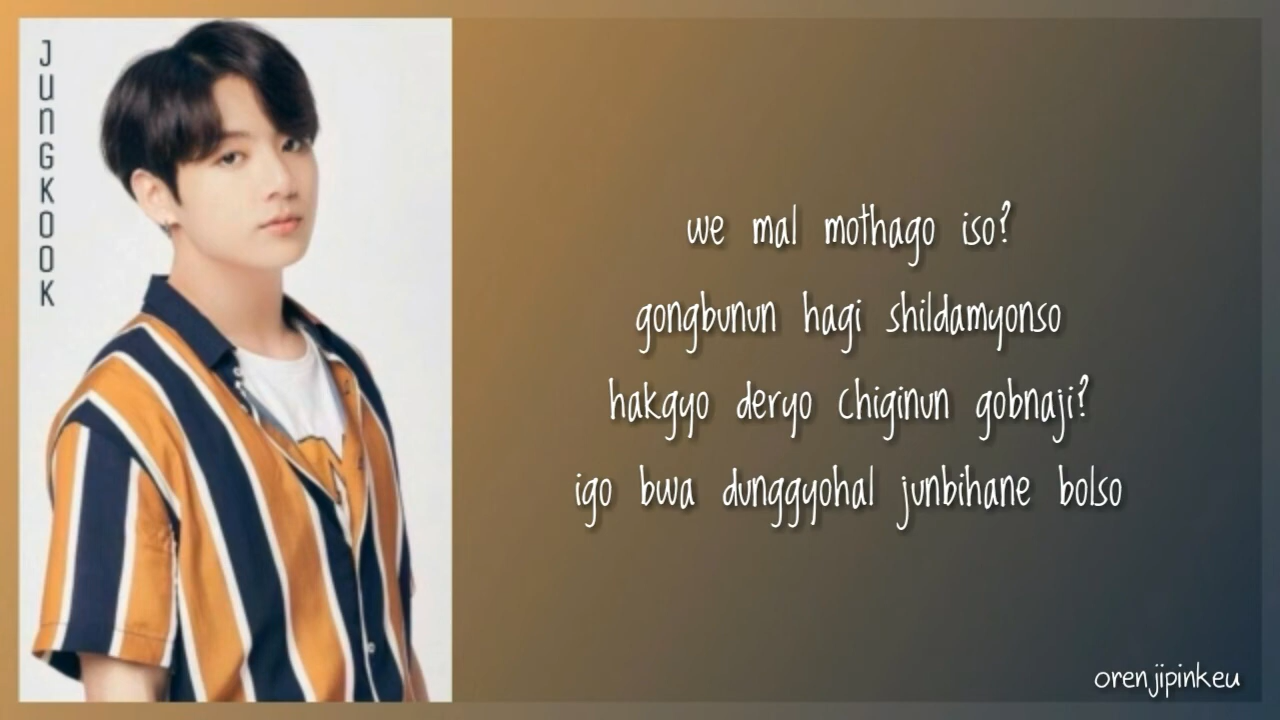 JUNGKOOK
we mal mothago iso?
gongbunun hagi shildamyonso
hakgyo deryo chiginun gobnaji?
igo bwa dunggyohal junbihane bolso
orenjipinkeu